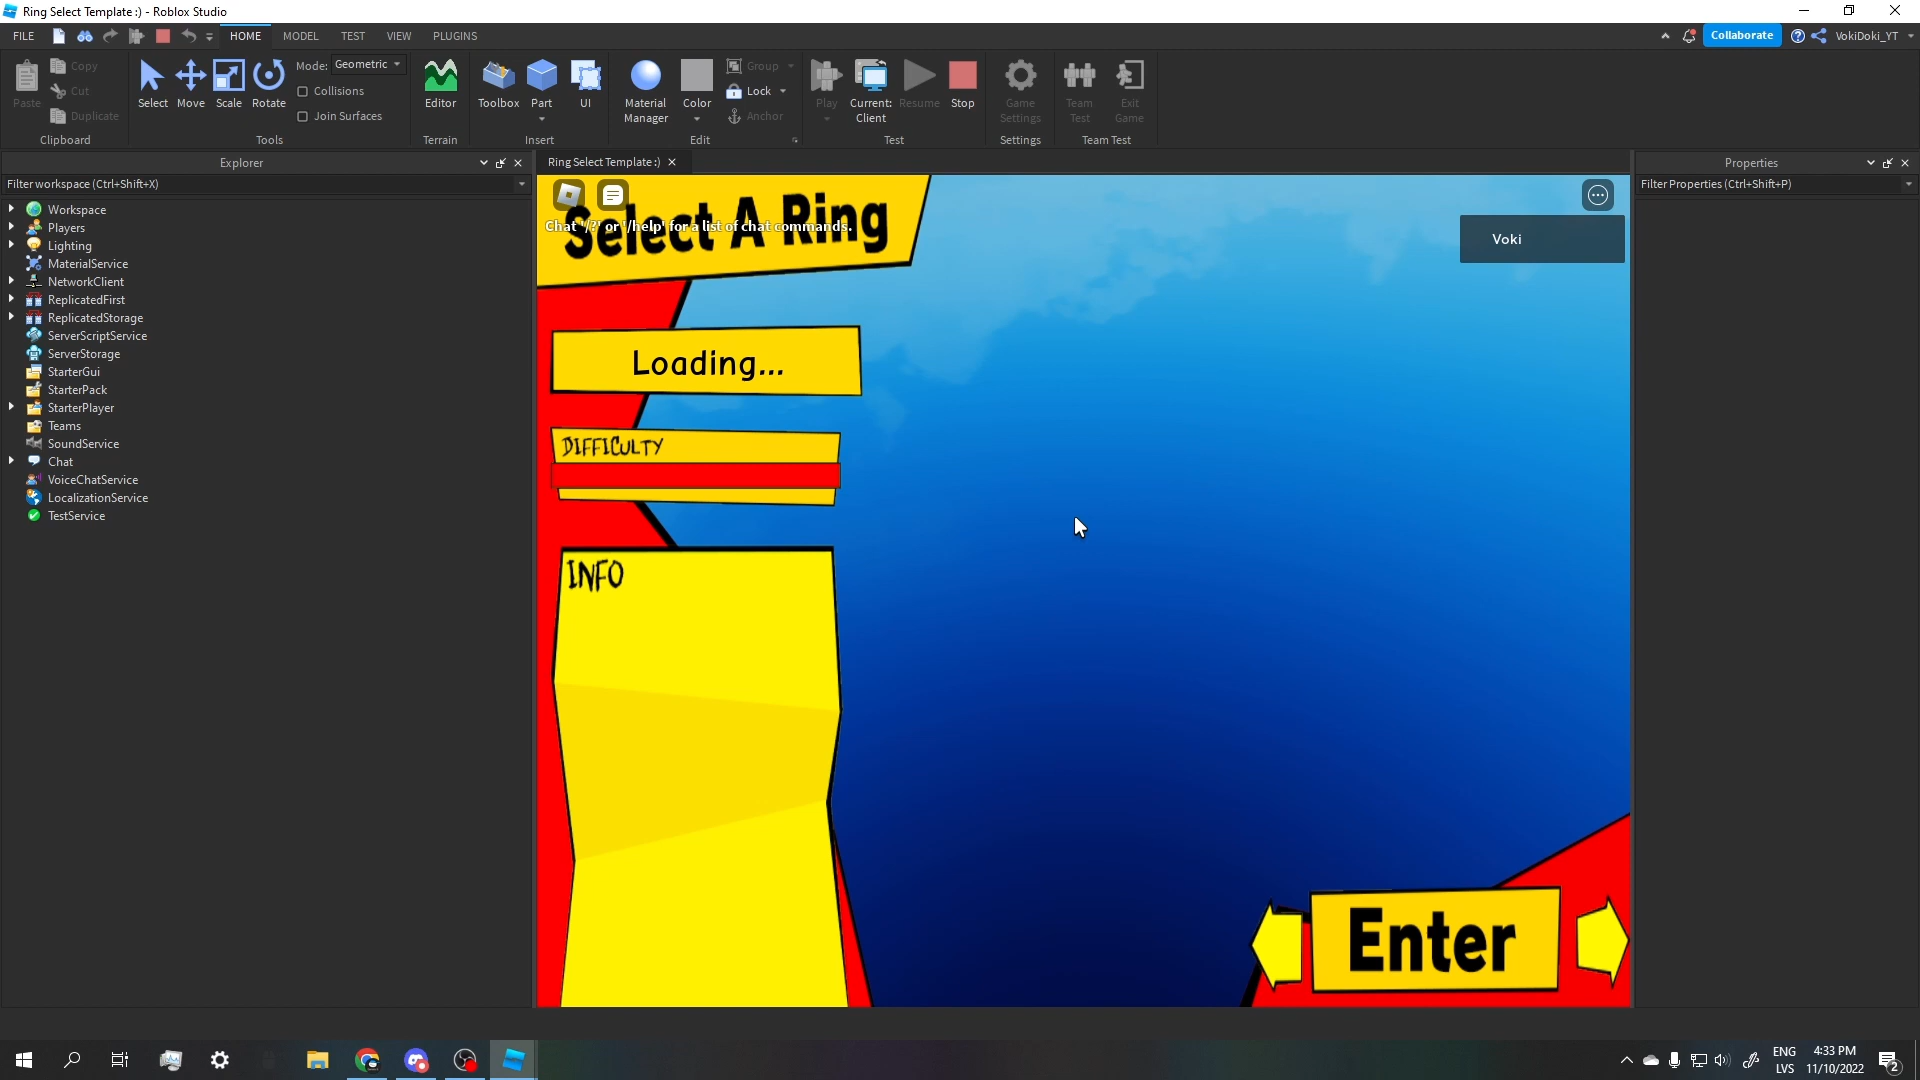 Ring Select Template :) - Roblox Studio
FILE HOME MODEL TEST VIEW PLUGINS Collaborate VokiDoki_YT
Paste
Copy
Cut
Duplicate
Clipboard
Select Move Scale Rotate
Mode: Geometric
Collisions
Join Surfaces
Tools
Editor
Terrain
Toolbox Part UI
Insert
Material Manager
Color
Group
Lock
Anchor
Edit
Play
Current: Client
Resume Stop
Test
Game Settings
Settings
Team Test
Exit Game
Team Test
Explorer
Filter workspace (Ctrl+Shift+X)
Workspace
Players
Lighting
MaterialService
NetworkClient
ReplicatedFirst
ReplicatedStorage
ServerScriptService
ServerStorage
StarterGui
StarterPack
StarterPlayer
Teams
SoundService
Chat
VoiceChatService
LocalizationService
TestService
Ring Select Template :)
Select A Ring
Chat '/?' or '/help' for a list of chat commands.
Voki
Loading...
DIFFICULTY
INFO
Enter
Properties
Filter Properties (Ctrl+Shift+P)
ENG
LVS
4:33 PM
11/10/2022
2